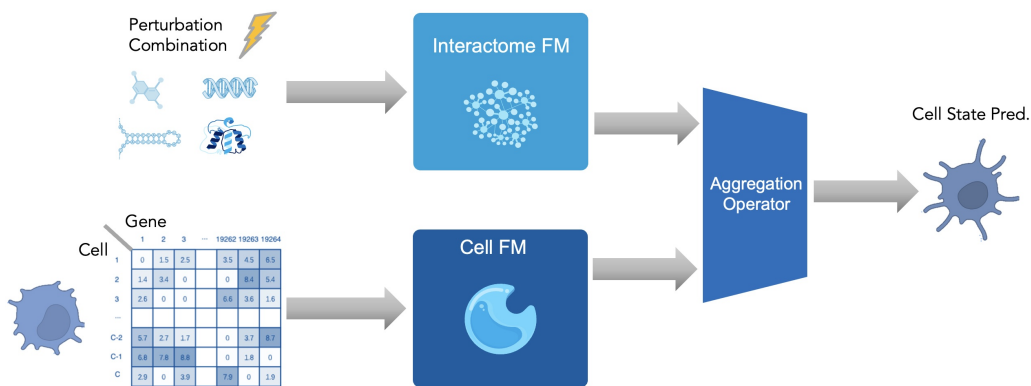 Perturbation
Combination
Interactome FM
Cell State Pred.
Aggregation
Operator
Gene
Cell
1 2 3 ... 19262 19263 19264
1 0 1.5 2.5 3.5 4.5 6.5
2 1.4 3.4 0 0 8.4 5.4
3 2.6 0 0 6.6 3.6 1.6
...
C-2 5.7 2.7 1.7 0 3.7 8.7
C-1 6.8 7.8 8.8 0 1.8 0
C 2.9 0 3.9 7.9 0 1.9
Cell FM